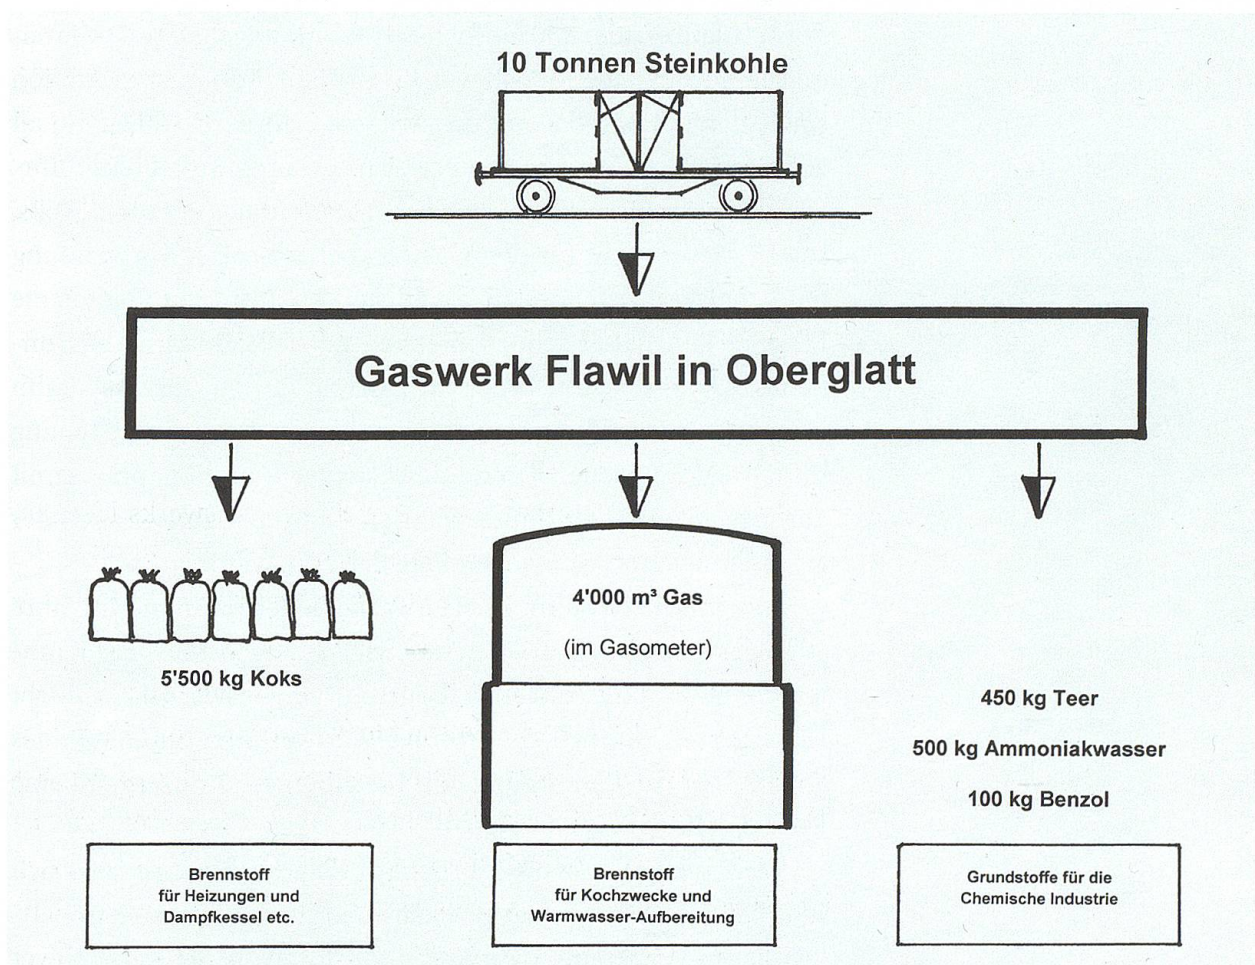 10 Tonnen Steinkohle
Gaswerk Flawil in Oberglatt
5'500 kg Koks
4'000 m³ Gas
(im Gasometer)
450 kg Teer
500 kg Ammoniakwasser
100 kg Benzol
Brennstoff
für Heizungen und
Dampfkessel etc.
Brennstoff
für Kochzwecke und
Warmwasser-Aufbereitung
Grundstoffe für die
Chemische Industrie